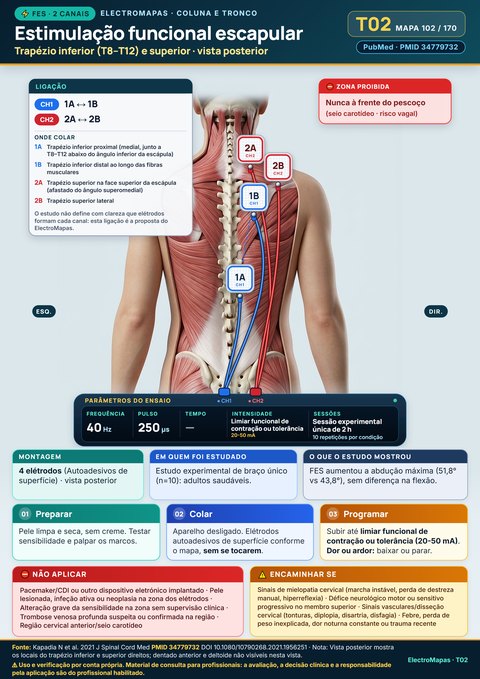 FES · 2 CANAIS
ELECTROMAPAS · COLUNA E TRONCO
Estimulação funcional escapular
Trapézio inferior (T8–T12) e superior · vista posterior
T02 MAPA 102 / 170
PubMed · PMID 34779732
LIGAÇÃO
CH1 1A ↔ 1B
CH2 2A ↔ 2B
ONDE COLAR
1A Trapézio inferior proximal (medial, junto a
T8–T12 abaixo do ângulo inferior da escápula)
1B Trapézio inferior distal ao longo das fibras
musculares
2A Trapézio superior na face superior da escápula
(afastado do ângulo superomedial)
2B Trapézio superior lateral
O estudo não define com clareza que elétrodos
formam cada canal: esta ligação é a proposta do
ElectroMapas.
ZONA PROIBIDA
Nunca à frente do pescoço
(seio carotídeo · risco vagal)
2A
CH2
2B
CH2
1B
CH1
1A
CH1
ESQ.
DIR.
CH1
CH2
PARÂMETROS DO ENSAIO
FREQUÊNCIA
40 Hz
PULSO
250 µs
TEMPO
—
INTENSIDADE
Limiar funcional de
contração ou tolerância
20–50 mA
SESSÕES
Sessão experimental
única de 2 h
10 repetições por condição
MONTAGEM
4 elétrodos (Autoadesivos de
superfície) · vista posterior
EM QUEM FOI ESTUDADO
Estudo experimental de braço único
(n=10): adultos saudáveis.
O QUE O ESTUDO MOSTROU
FES aumentou a abdução máxima (51,8°
vs 43,8°), sem diferença na flexão.
01 Preparar
Pele limpa e seca, sem creme. Testar
sensibilidade e palpar os marcos.
02 Colar
Aparelho desligado. Elétrodos
autoadesivos de superfície conforme
o mapa, sem se tocarem.
03 Programar
Subir até limiar funcional de
contração ou tolerância (20-50 mA).
Dor ou ardor: baixar ou parar.
NÃO APLICAR
Pacemaker/CDI ou outro dispositivo eletrónico implantado · Pele
lesionada, infeção ativa ou neoplasia na zona dos elétrodos ·
Alteração grave da sensibilidade na zona sem supervisão clínica ·
Trombose venosa profunda suspeita ou confirmada na região ·
Região cervical anterior/seio carotídeo
ENCAMINHAR SE
Sinais de mielopatia cervical (marcha instável, perda de destreza
manual, hiperreflexia) · Défice neurológico motor ou sensitivo
progressivo no membro superior · Sinais vasculares/disseção
cervical (tonturas, diplopia, disartria, disfagia) · Febre, perda de
peso inexplicada, dor noturna constante ou trauma recente
Fonte: Kapadia N et al. 2021 J Spinal Cord Med PMID 34779732 DOI 10.1080/10790268.2021.1956251 · Nota: Vista posterior mostra
os locais do trapézio inferior e superior direitos; dentado anterior e deltoide não visíveis nesta vista.
Uso e verificação por conta própria. Material de consulta para profissionais: a avaliação, a decisão clínica e a responsabilidade
pela aplicação são do profissional habilitado.
ElectroMapas · T02